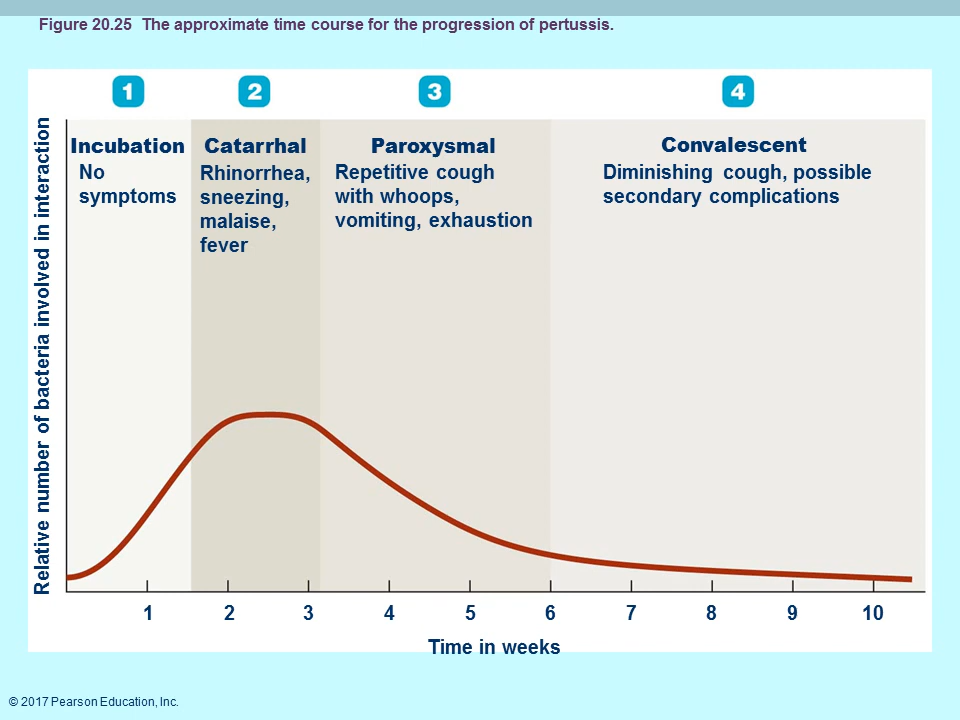 Figure 20.25 The approximate time course for the progression of pertussis.
1
2
3
4
Relative number of bacteria involved in interaction
Incubation
No
symptoms
Catarrhal
Rhinorrhea,
sneezing,
malaise,
fever
Paroxysmal
Repetitive cough
with whoops,
vomiting, exhaustion
Convalescent
Diminishing cough, possible
secondary complications
1 2 3 4 5 6 7 8 9 10
Time in weeks
© 2017 Pearson Education, Inc.